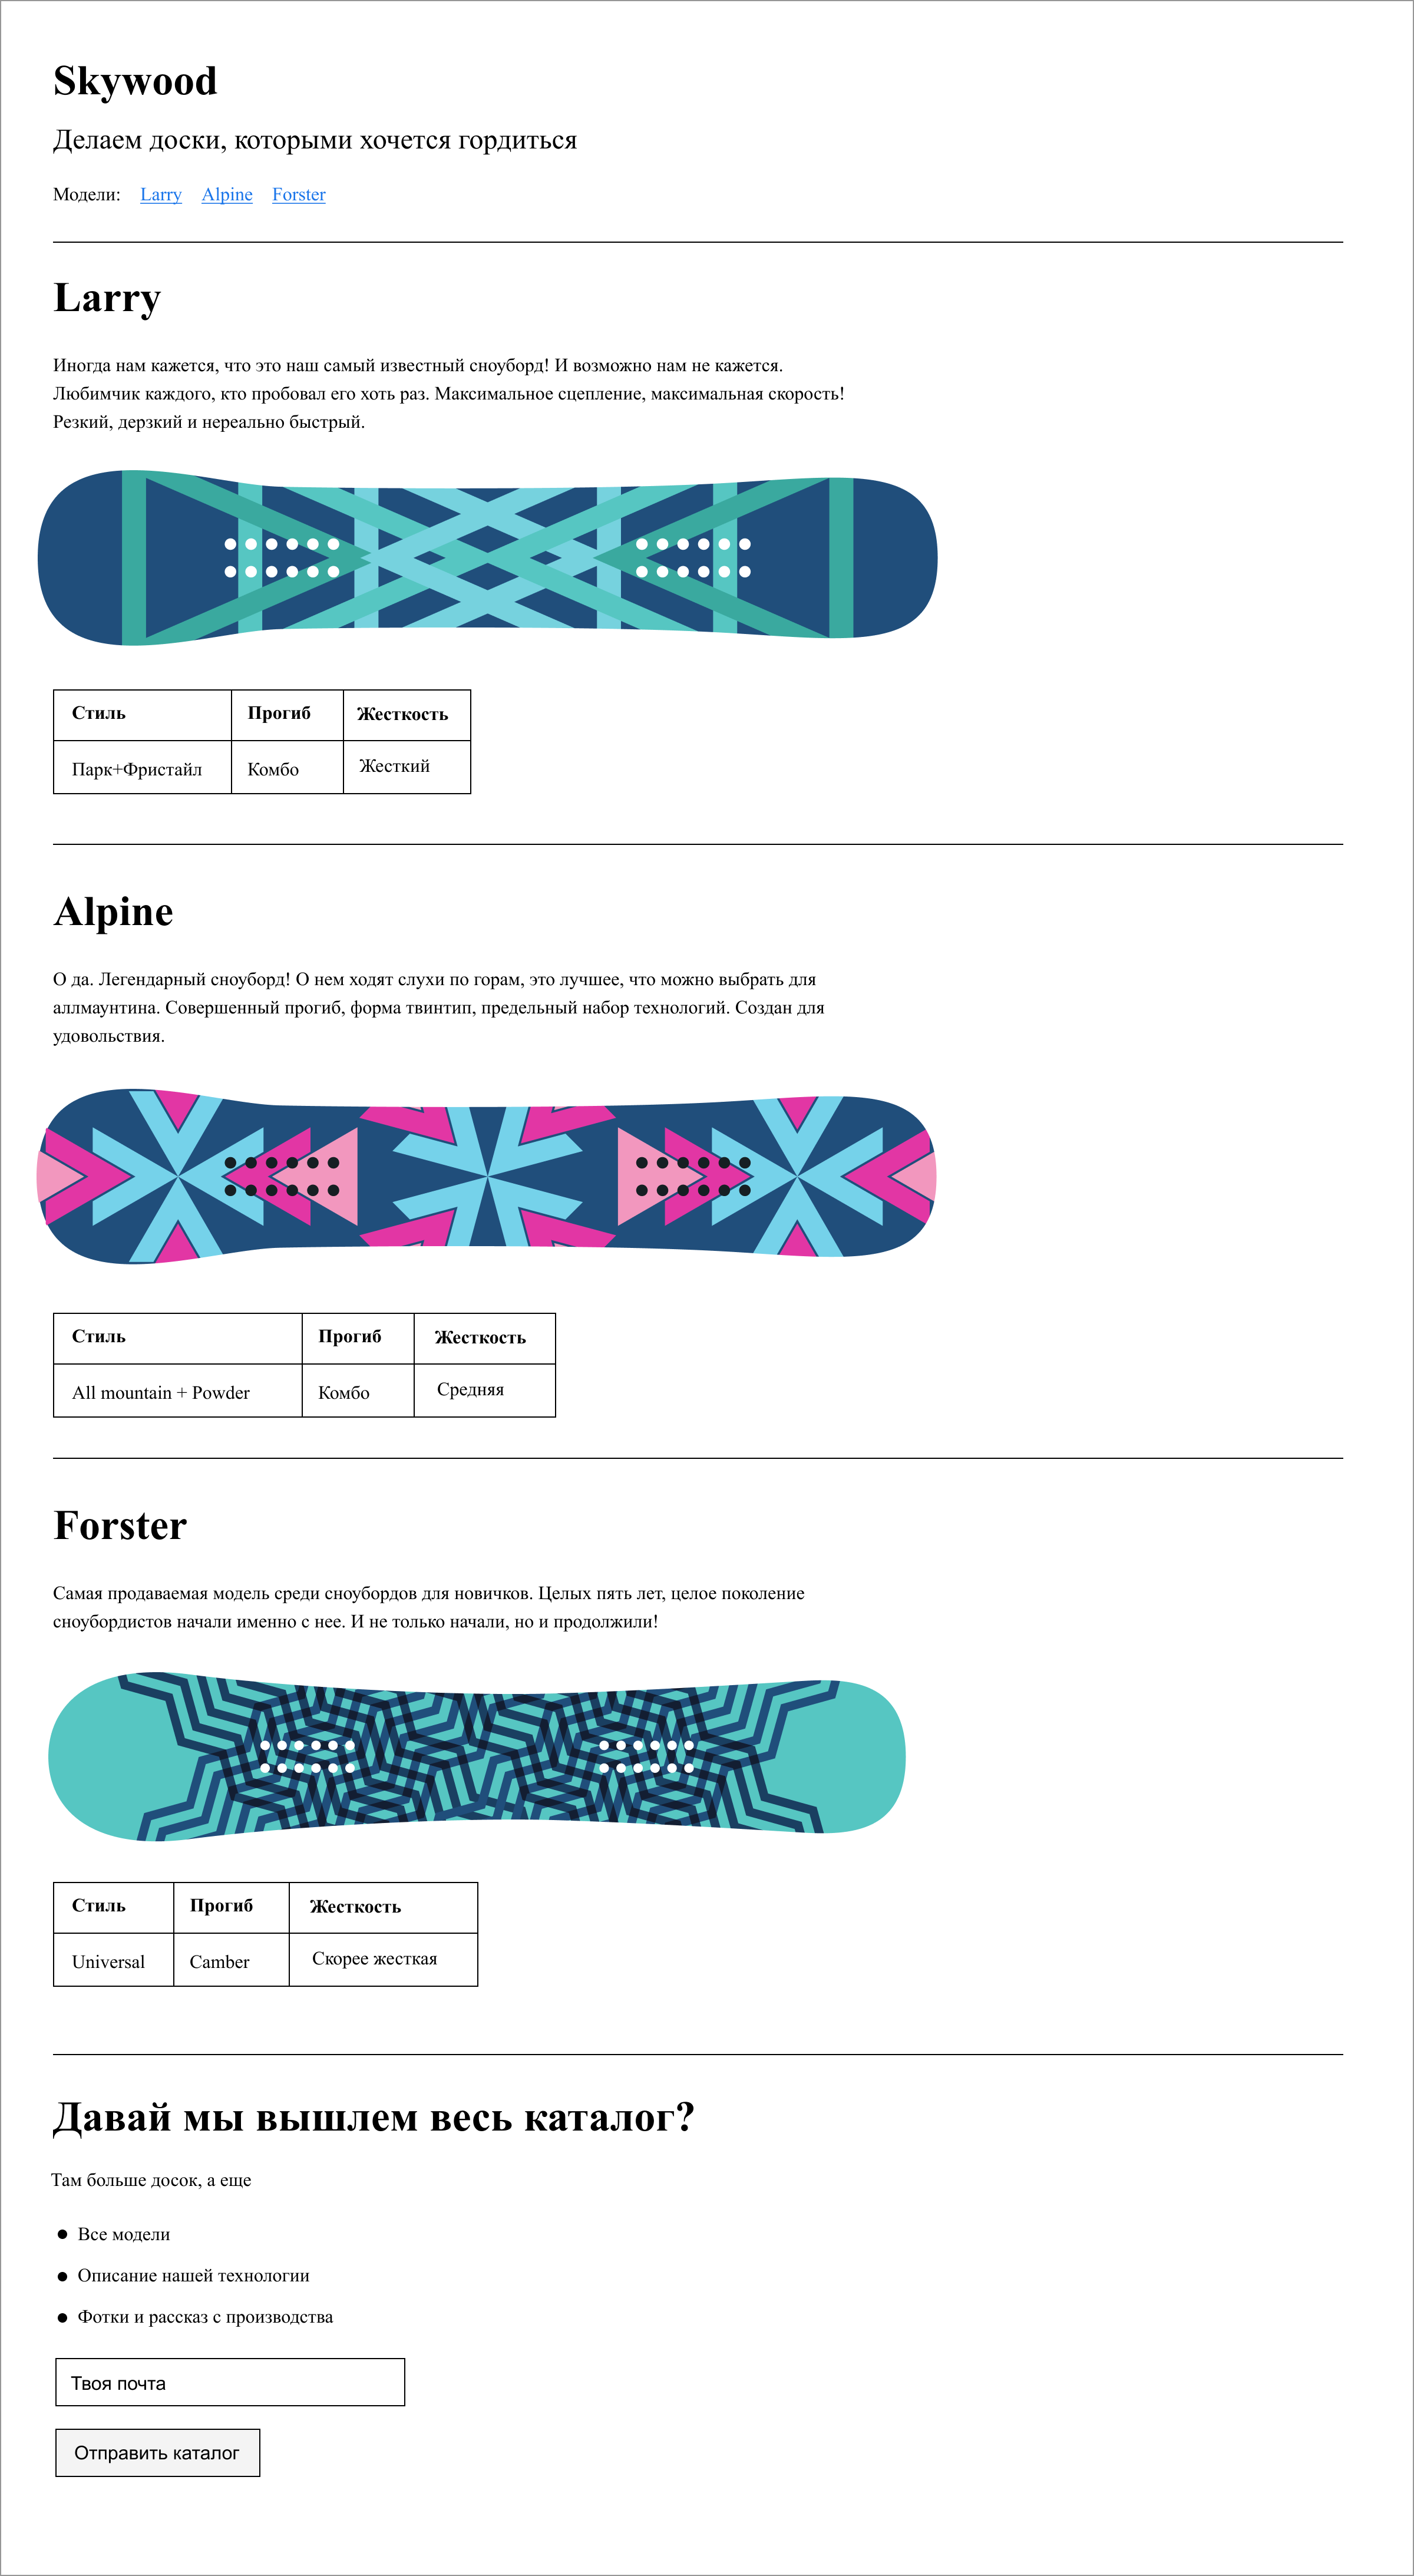 Skywood
Делаем доски, которыми хочется гордиться
Модели: Larry Alpine Forster
Larry
Иногда нам кажется, что это наш самый известный сноуборд! И возможно нам не кажется.
Любимчик каждого, кто пробовал его хоть раз. Максимальное сцепление, максимальная скорость!
Резкий, дерзкий и нереально быстрый.
Стиль Прогиб Жесткость
Парк+Фристайл Комбо Жесткий
Alpine
О да. Легендарный сноуборд! О нем ходят слухи по горам, это лучшее, что можно выбрать для
аллмаунтина. Совершенный прогиб, форма твинтип, предельный набор технологий. Создан для
удовольствия.
Стиль Прогиб Жесткость
All mountain + Powder Комбо Средняя
Forster
Самая продаваемая модель среди сноубордов для новичков. Целых пять лет, целое поколение
сноубордистов начали именно с нее. И не только начали, но и продолжили!
Стиль Прогиб Жесткость
Universal Camber Скорее жесткая
Давай мы вышлем весь каталог?
Там больше досок, а еще
Все модели
Описание нашей технологии
Фотки и рассказ с производства
Твоя почта
Отправить каталог